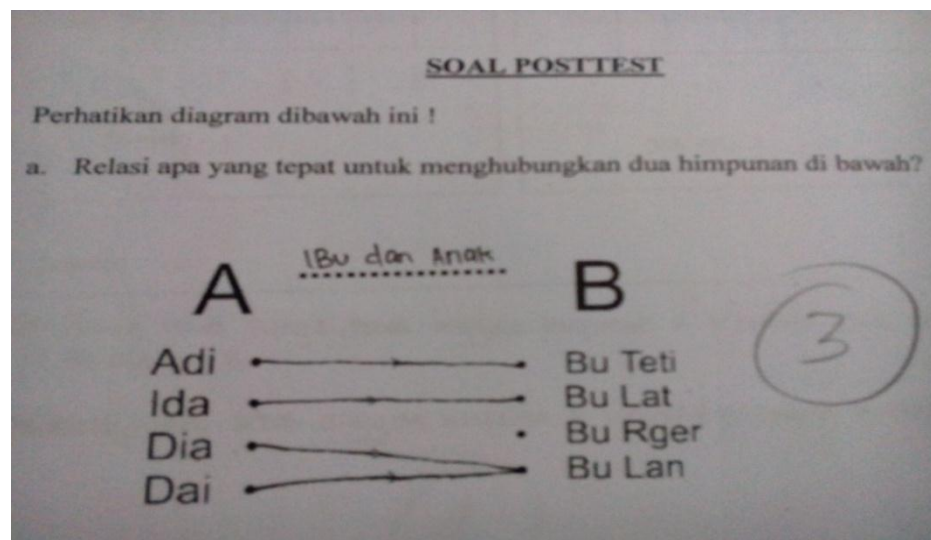 SOAL POSTTEST
Perhatikan diagram dibawah ini !
a. Relasi apa yang tepat untuk menghubungkan dua himpunan di bawah?
IBu dan Anak
A B
3
Adi Bu Teti
Ida Bu Lat
Dia Bu Rger
Dai Bu Lan